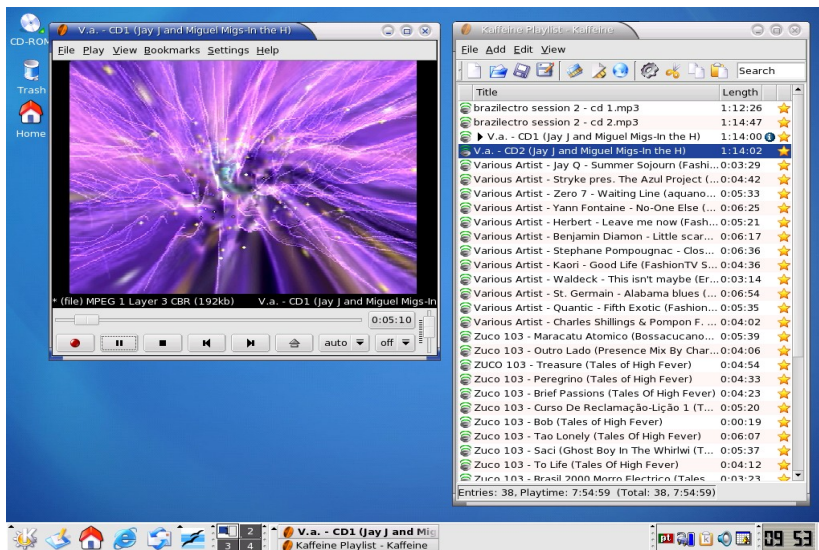 CD-ROM
Trash
Home
V.a. - CD1 (Jay J and Miguel Migs-In the H)
File Play View Bookmarks Settings Help
* (file) MPEG 1 Layer 3 CBR (192kb) V.a. - CD1 (Jay J and Miguel Migs-In
0:05:10
auto
off
Kaffeine Playlist - Kaffeine
File Add Edit View
Search
Title Length
brazilectro session 2 - cd 1.mp3 1:12:26
brazilectro session 2 - cd 2.mp3 1:14:47
V.a. - CD1 (Jay J and Miguel Migs-In the H) 1:14:00
V.a. - CD2 (Jay J and Miguel Migs-In the H) 1:14:02
Various Artist - Jay Q - Summer Sojourn (Fashi... 0:03:29
Various Artist - Stryke pres. The Azul Project (... 0:04:42
Various Artist - Zero 7 - Waiting Line (aquano... 0:05:33
Various Artist - Yann Fontaine - No-One Else (... 0:06:25
Various Artist - Herbert - Leave me now (Fash... 0:05:21
Various Artist - Benjamin Diamon - Little scar... 0:06:17
Various Artist - Stephane Pompougnac - Clos... 0:06:36
Various Artist - Kaori - Good Life (FashionTV S... 0:04:36
Various Artist - Waldeck - This isn't maybe (Er... 0:03:14
Various Artist - St. Germain - Alabama blues (... 0:06:54
Various Artist - Quantic - Fifth Exotic (Fashion... 0:05:35
Various Artist - Charles Shillings & Pompon F. ... 0:04:02
Zuco 103 - Maracatu Atomico (Bossacucano... 0:05:39
Zuco 103 - Outro Lado (Presence Mix By Char... 0:04:06
ZUCO 103 - Treasure (Tales of High Fever) 0:04:54
Zuco 103 - Peregrino (Tales of High Fever) 0:04:33
Zuco 103 - Brief Passions (Tales Of High Fever) 0:04:23
Zuco 103 - Curso De Reclamação-Lição 1 (T... 0:05:20
Zuco 103 - Bob (Tales of High Fever) 0:00:19
Zuco 103 - Tao Lonely (Tales Of High Fever) 0:06:07
Zuco 103 - Saci (Ghost Boy In The Whirlwi (T... 0:05:37
Zuco 103 - To Life (Tales Of High Fever) 0:04:12
Zuco 103 - Brasil 2000 Morro Electrico (Tales... 0:03:23
Entries: 38, Playtime: 7:54:59 (Total: 38, 7:54:59)
2
3 4
V.a. - CD1 (Jay J and Mig
Kaffeine Playlist - Kaffeine
pt
09 53